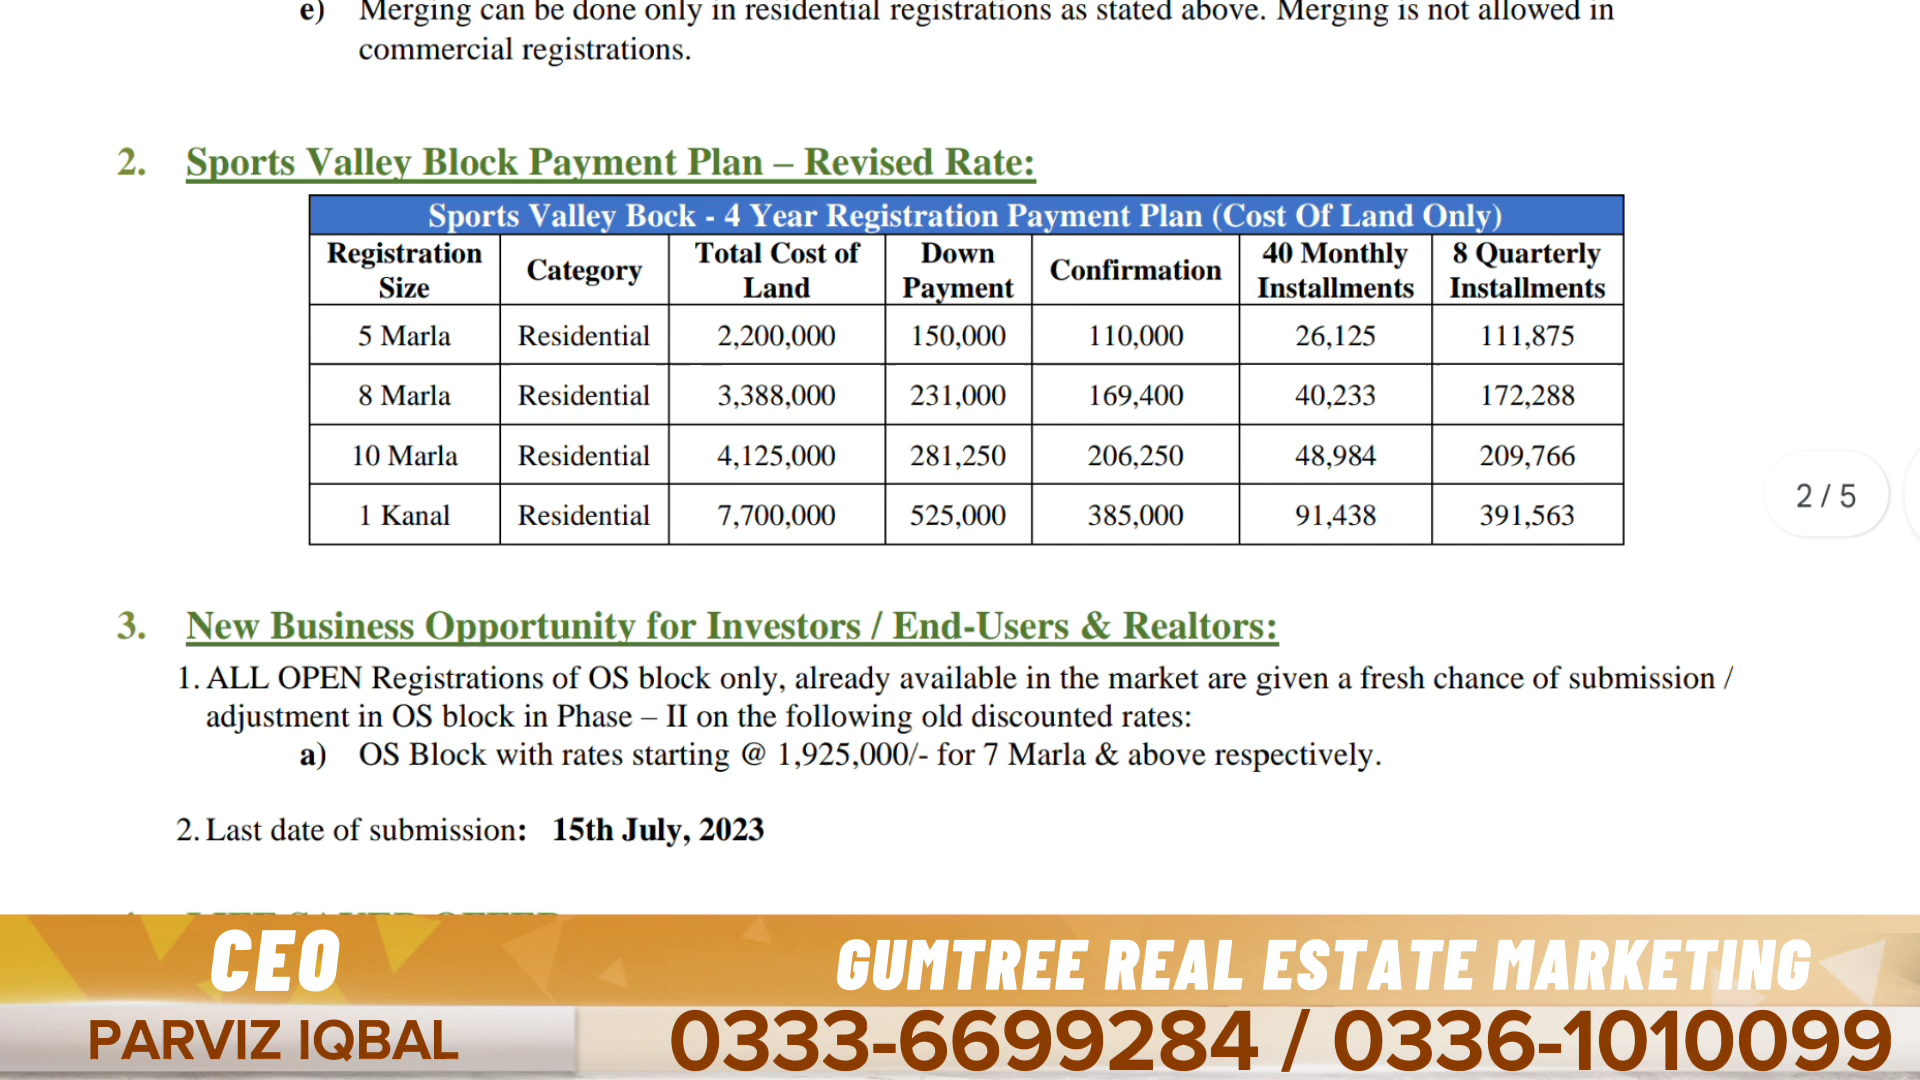 e) Merging can be done only in residential registrations as stated above. Merging is not allowed in
commercial registrations.
2. Sports Valley Block Payment Plan – Revised Rate:
Sports Valley Bock - 4 Year Registration Payment Plan (Cost Of Land Only)
Registration Size Category Total Cost of Land Down Payment Confirmation 40 Monthly Installments 8 Quarterly Installments
5 Marla Residential 2,200,000 150,000 110,000 26,125 111,875
8 Marla Residential 3,388,000 231,000 169,400 40,233 172,288
10 Marla Residential 4,125,000 281,250 206,250 48,984 209,766
1 Kanal Residential 7,700,000 525,000 385,000 91,438 391,563
2 / 5
3. New Business Opportunity for Investors / End-Users & Realtors:
1. ALL OPEN Registrations of OS block only, already available in the market are given a fresh chance of submission /
adjustment in OS block in Phase – II on the following old discounted rates:
a) OS Block with rates starting @ 1,925,000/- for 7 Marla & above respectively.
2. Last date of submission: 15th July, 2023
CEO
GUMTREE REAL ESTATE MARKETING
PARVIZ IQBAL
0333-6699284 / 0336-1010099